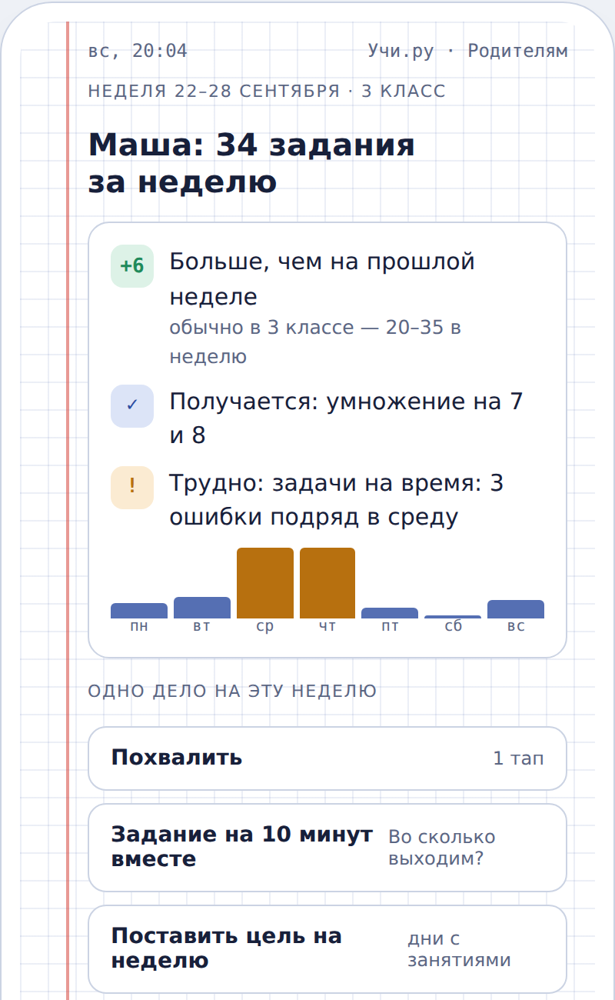 вс, 20:04 Учи.ру · Родителям
НЕДЕЛЯ 22–28 СЕНТЯБРЯ · 3 КЛАСС
Маша: 34 задания
за неделю
+6 Больше, чем на прошлой
неделе
обычно в 3 классе — 20–35 в
неделю
✓ Получается: умножение на 7
и 8
! Трудно: задачи на время: 3
ошибки подряд в среду
пн вт ср чт пт сб вс
ОДНО ДЕЛО НА ЭТУ НЕДЕЛЮ
Похвалить 1 тап
Задание на 10 минут
вместе
Во сколько
выходим?
Поставить цель на
неделю
дни с
занятиями